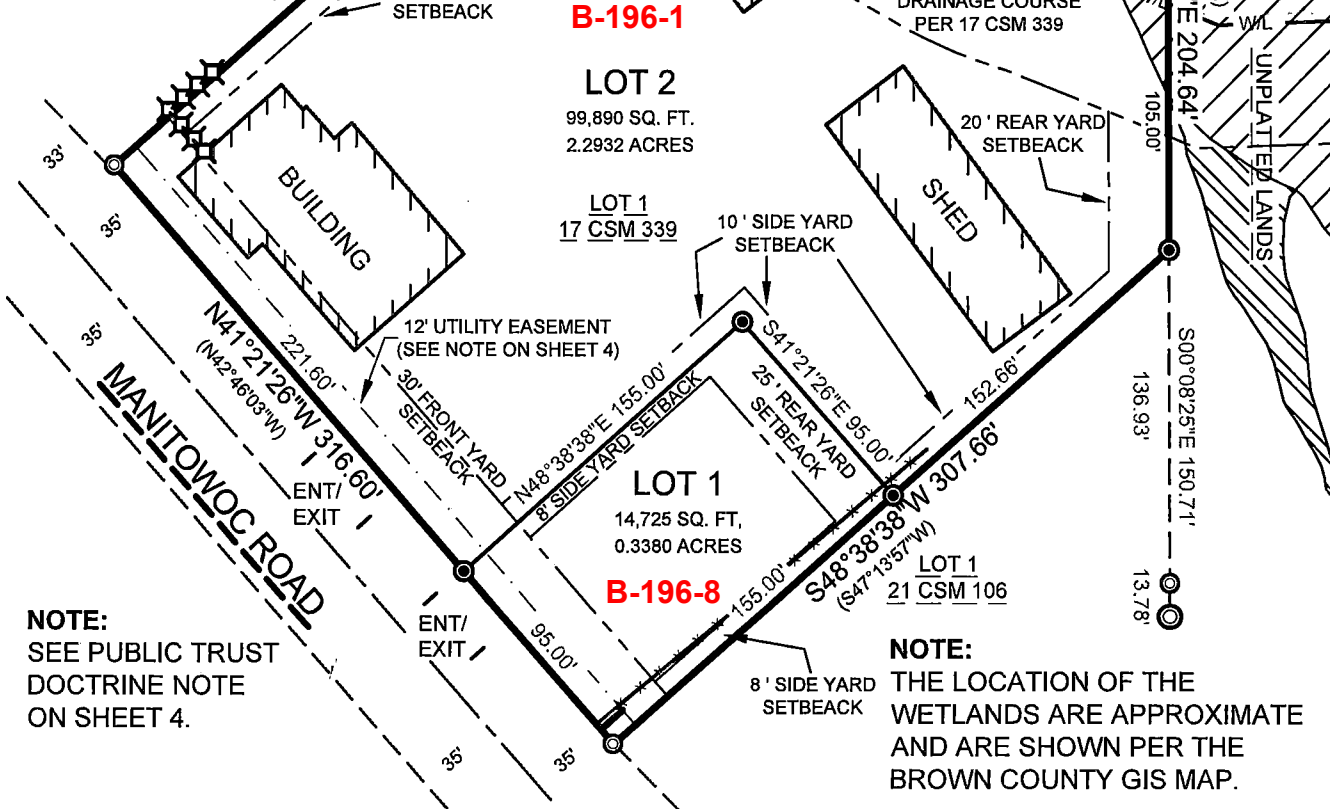 SETBEACK
B-196-1
DRAINAGE COURSE
PER 17 CSM 339
W/L
"E 204.64'
UNPLATTED LANDS
105.00'
LOT 2
99,890 SQ. FT.
2.2932 ACRES
20 ' REAR YARD
SETBEACK
33'
35'
BUILDING
LOT 1
17 CSM 339
SHED
10 ' SIDE YARD
SETBEACK
35'
N41°21'26"W 316.60'
(N42°46'03"W)
221.60'
12' UTILITY EASEMENT
(SEE NOTE ON SHEET 4)
30' FRONT YARD
SETBEACK
N48°38'38"E 155.00'
8' SIDE YARD SETBACK
S41°21'26"E 95.00'
25 ' REAR YARD
SETBEACK
152.66'
S00°08'25"E 150.71'
136.93'
MANITOWOC ROAD
ENT/
EXIT
LOT 1
14,725 SQ. FT,
0.3380 ACRES
B-196-8
S48°38'38"W 307.66'
(S47°13'57"W)
155.00'
LOT 1
21 CSM 106
13.78'
NOTE:
SEE PUBLIC TRUST
DOCTRINE NOTE
ON SHEET 4.
ENT/
EXIT
95.00'
8 ' SIDE YARD
SETBEACK
NOTE:
THE LOCATION OF THE
WETLANDS ARE APPROXIMATE
AND ARE SHOWN PER THE
BROWN COUNTY GIS MAP.
35'
35'